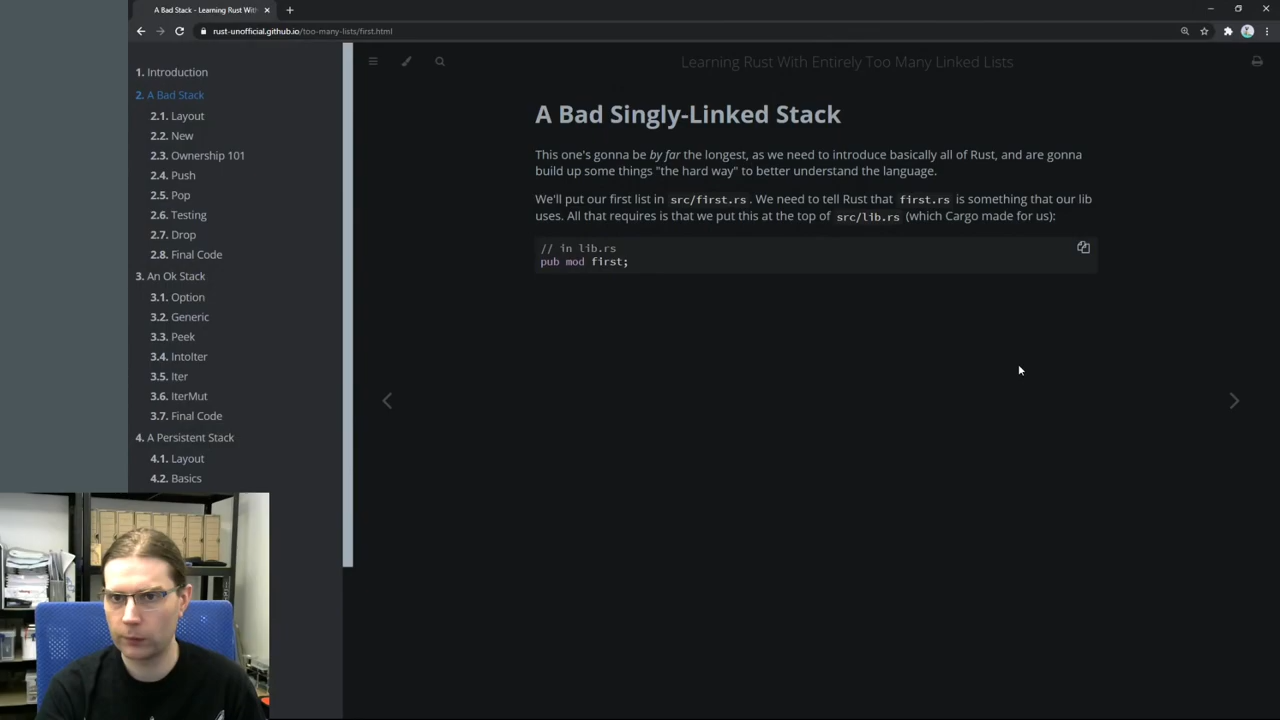 A Bad Stack - Learning Rust Wit
rust-unofficial.github.io/too-many-lists/first.html
1. Introduction
2. A Bad Stack
2.1. Layout
2.2. New
2.3. Ownership 101
2.4. Push
2.5. Pop
2.6. Testing
2.7. Drop
2.8. Final Code
3. An Ok Stack
3.1. Option
3.2. Generic
3.3. Peek
3.4. IntoIter
3.5. Iter
3.6. IterMut
3.7. Final Code
4. A Persistent Stack
4.1. Layout
4.2. Basics
Learning Rust With Entirely Too Many Linked Lists
A Bad Singly-Linked Stack
This one's gonna be by far the longest, as we need to introduce basically all of Rust, and are gonna
build up some things "the hard way" to better understand the language.
We'll put our first list in src/first.rs. We need to tell Rust that first.rs is something that our lib
uses. All that requires is that we put this at the top of src/lib.rs (which Cargo made for us):
// in lib.rs
pub mod first;